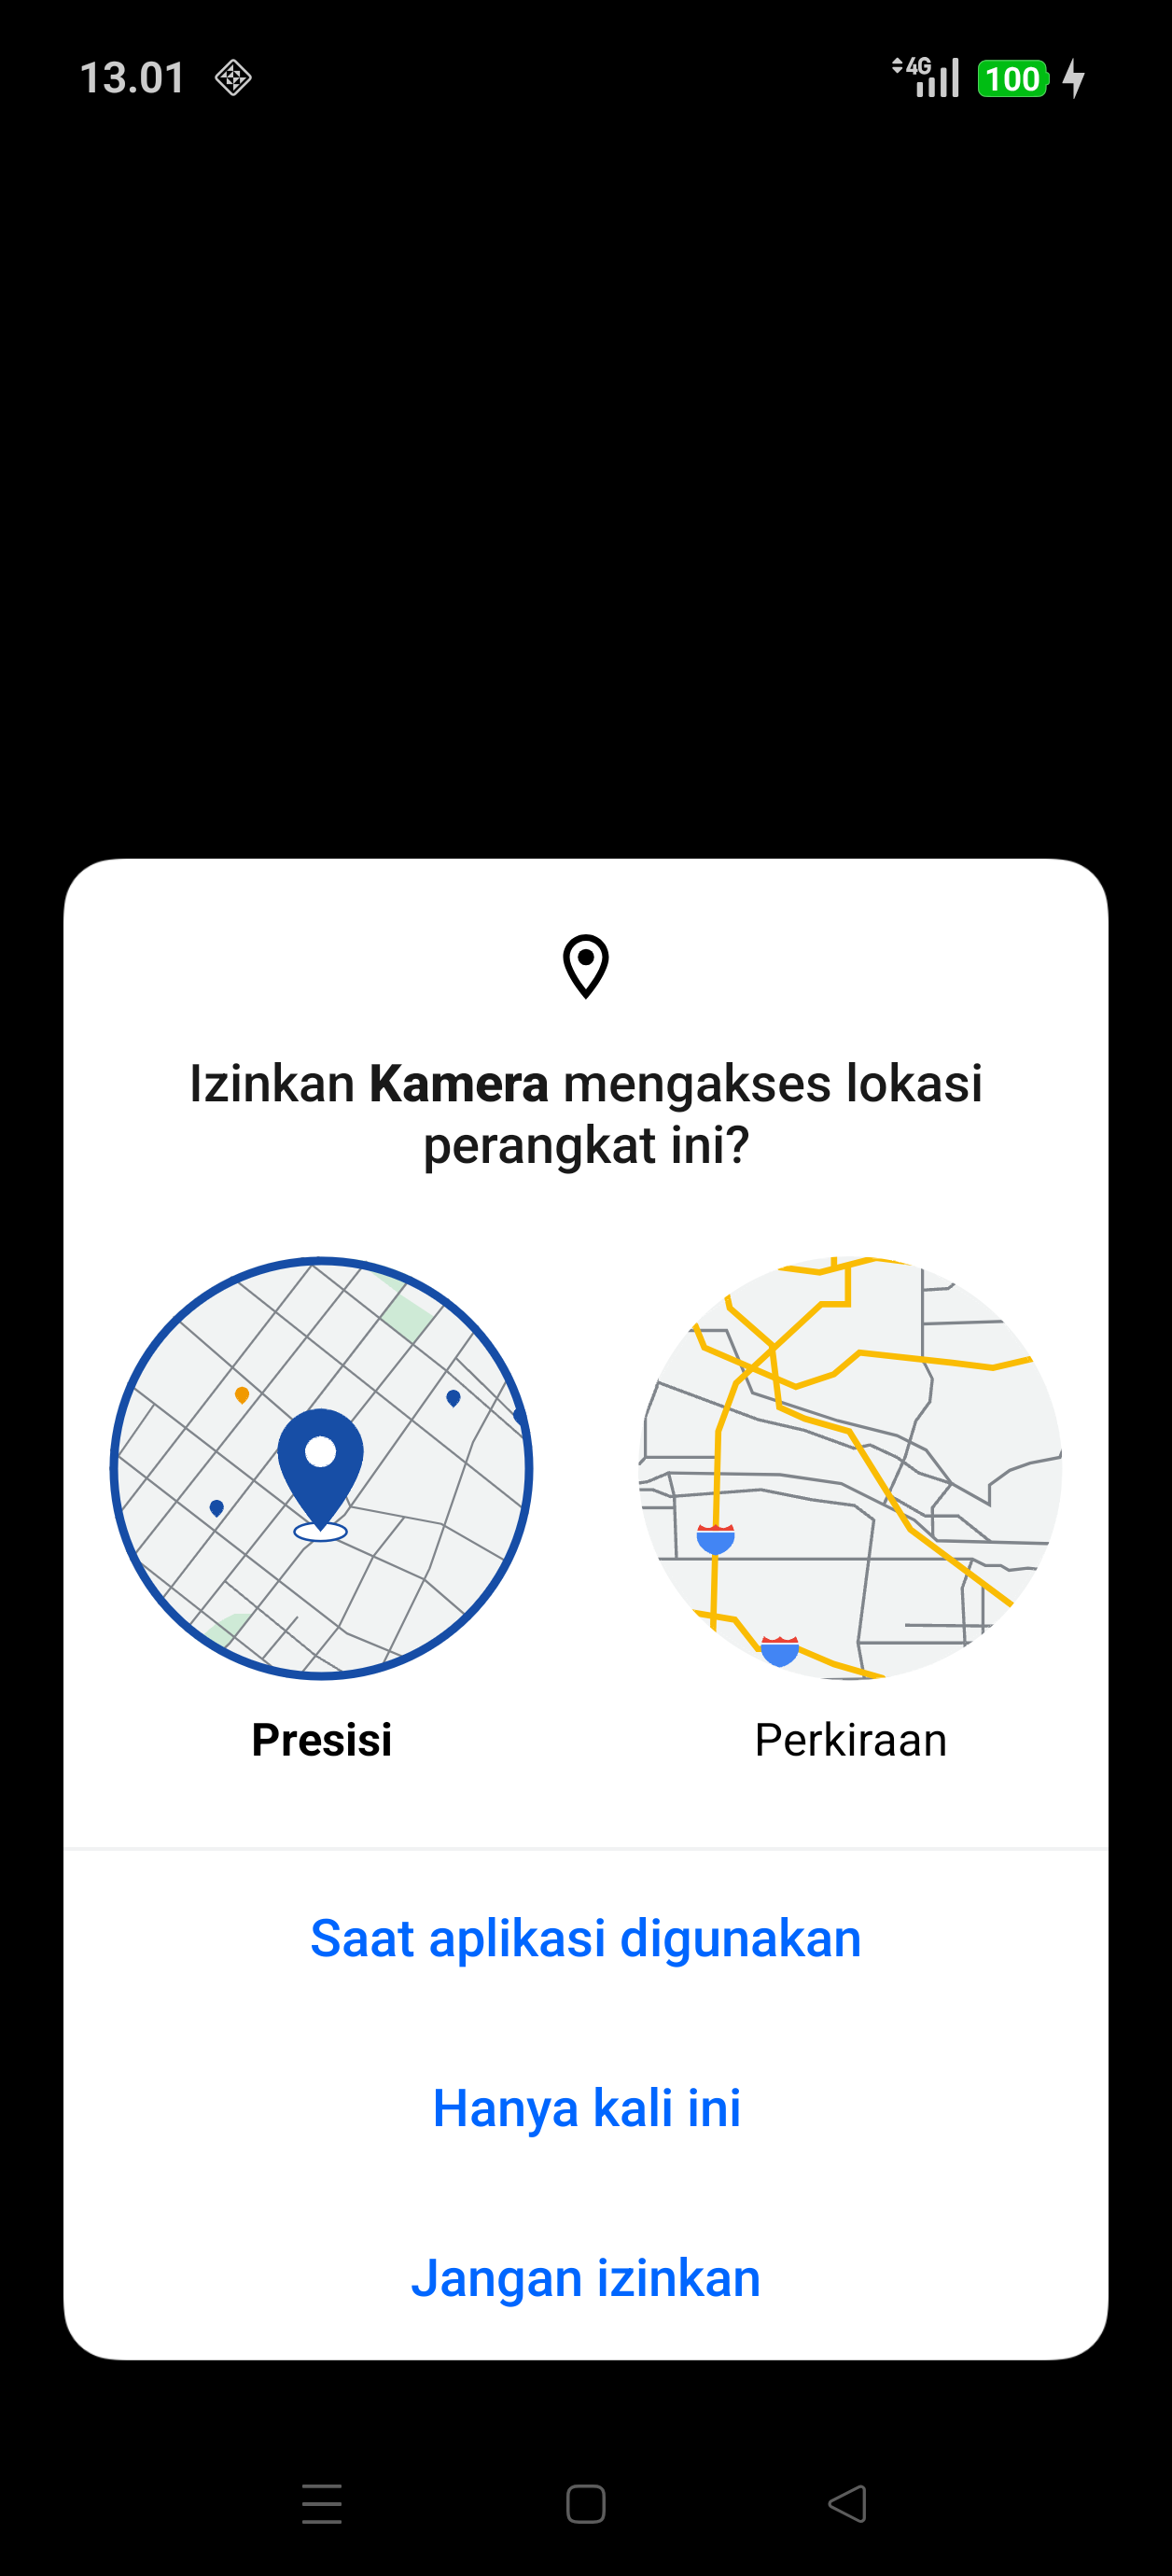 13.01
4G
100
Izinkan Kamera mengakses lokasi
perangkat ini?
Presisi
Perkiraan
Saat aplikasi digunakan
Hanya kali ini
Jangan izinkan